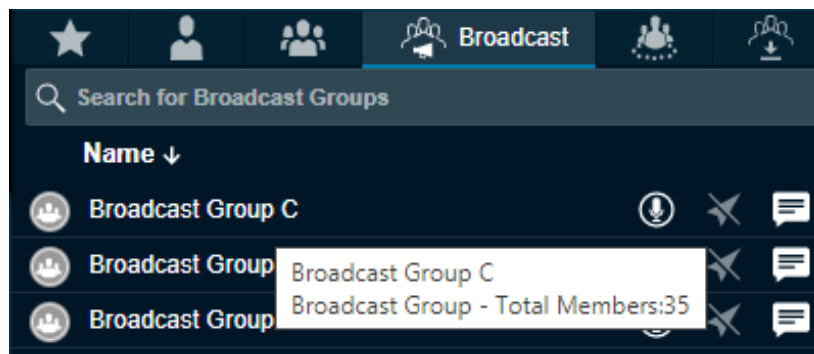 Broadcast
Search for Broadcast Groups
Name ↓
Broadcast Group C
Broadcast Group
Broadcast Group C
Broadcast Group - Total Members:35
Broadcast Group